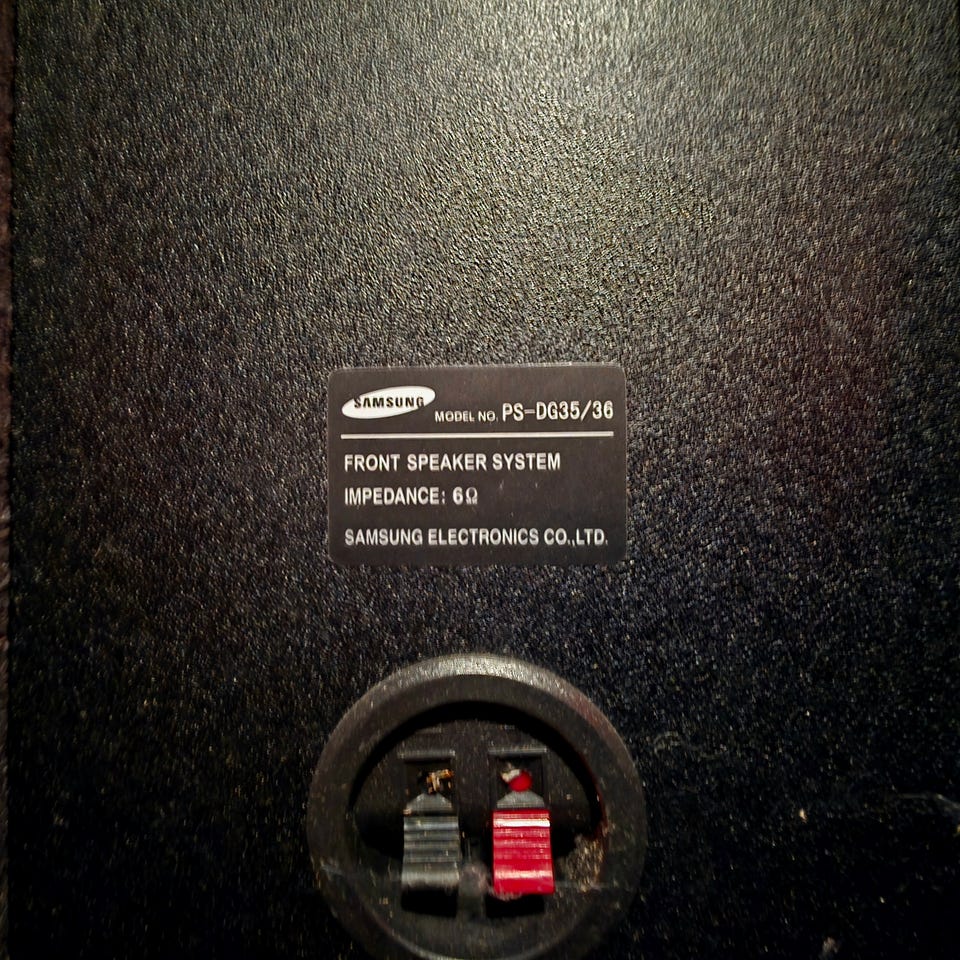 SAMSUNG MODEL NO. PS-DG35/36
FRONT SPEAKER SYSTEM
IMPEDANCE: 6Ω
SAMSUNG ELECTRONICS CO.,LTD.